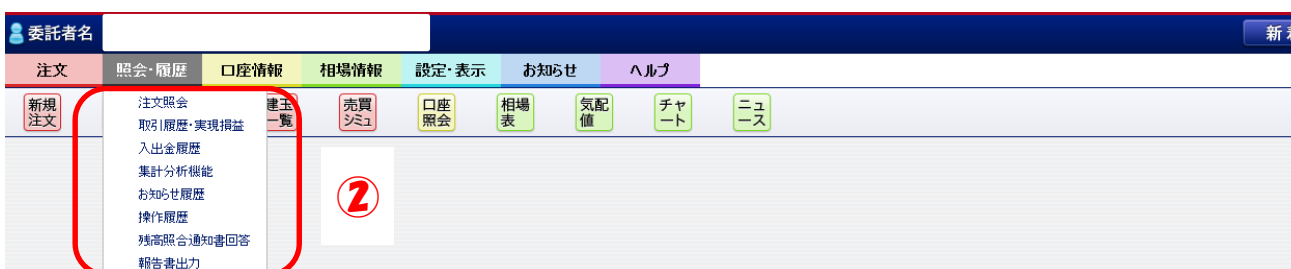 委託者名
新規
注文
照会・履歴
口座情報
相場情報
設定・表示
お知らせ
ヘルプ
新規
注文
建玉
一覧
売買
シミュ
口座
照会
相場
表
気配
値
チャ
ート
ニュ
ース
注文照会
取引履歴・実現損益
入出金履歴
集計分析機能
お知らせ履歴
操作履歴
残高照合通知書回答
報告書出力
②